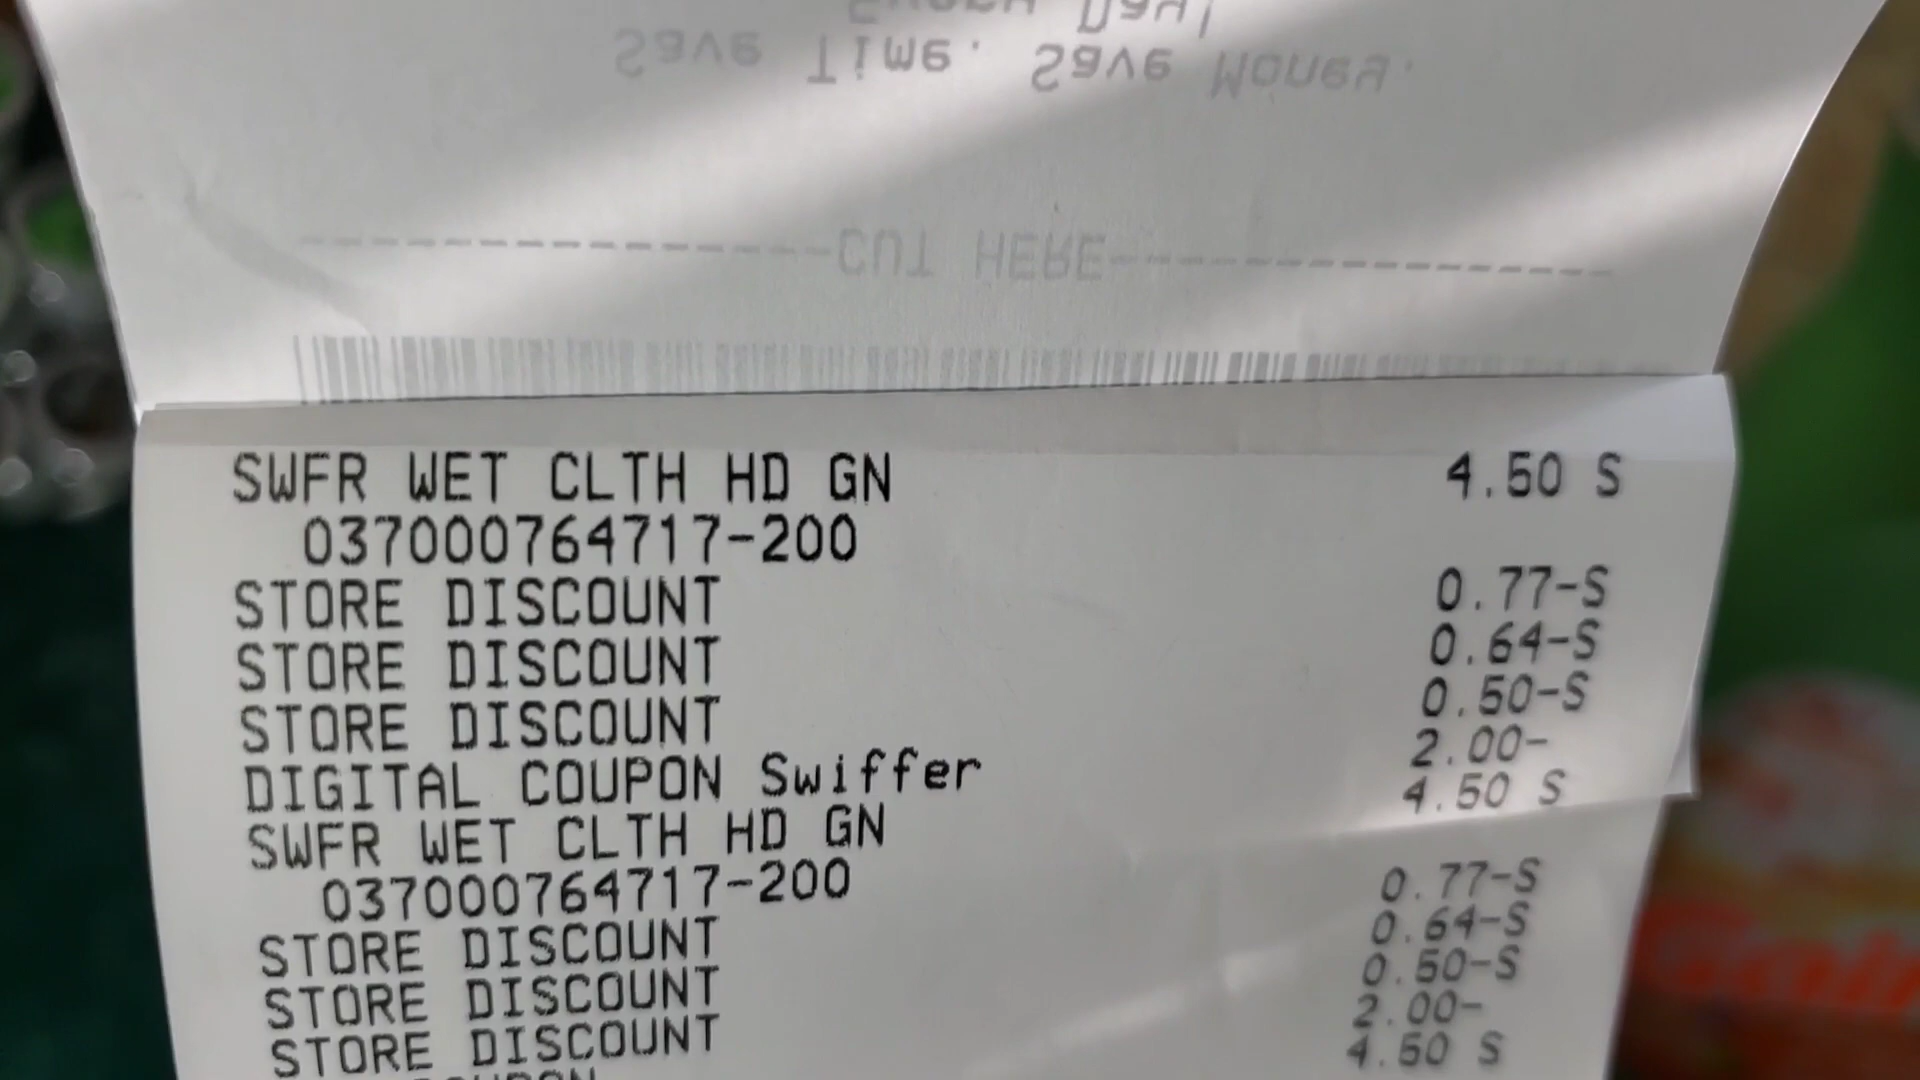 Every Day!
Save Time. Save Money.
CUT HERE
SWFR WET CLTH HD GN 4.50 S
037000764717-200
STORE DISCOUNT 0.77-S
STORE DISCOUNT 0.64-S
STORE DISCOUNT 0.50-S
DIGITAL COUPON Swiffer 2.00-
SWFR WET CLTH HD GN 4.50 S
037000764717-200
STORE DISCOUNT 0.77-S
STORE DISCOUNT 0.64-S
STORE DISCOUNT 0.50-S
COUPON 2.00-
4.50 S